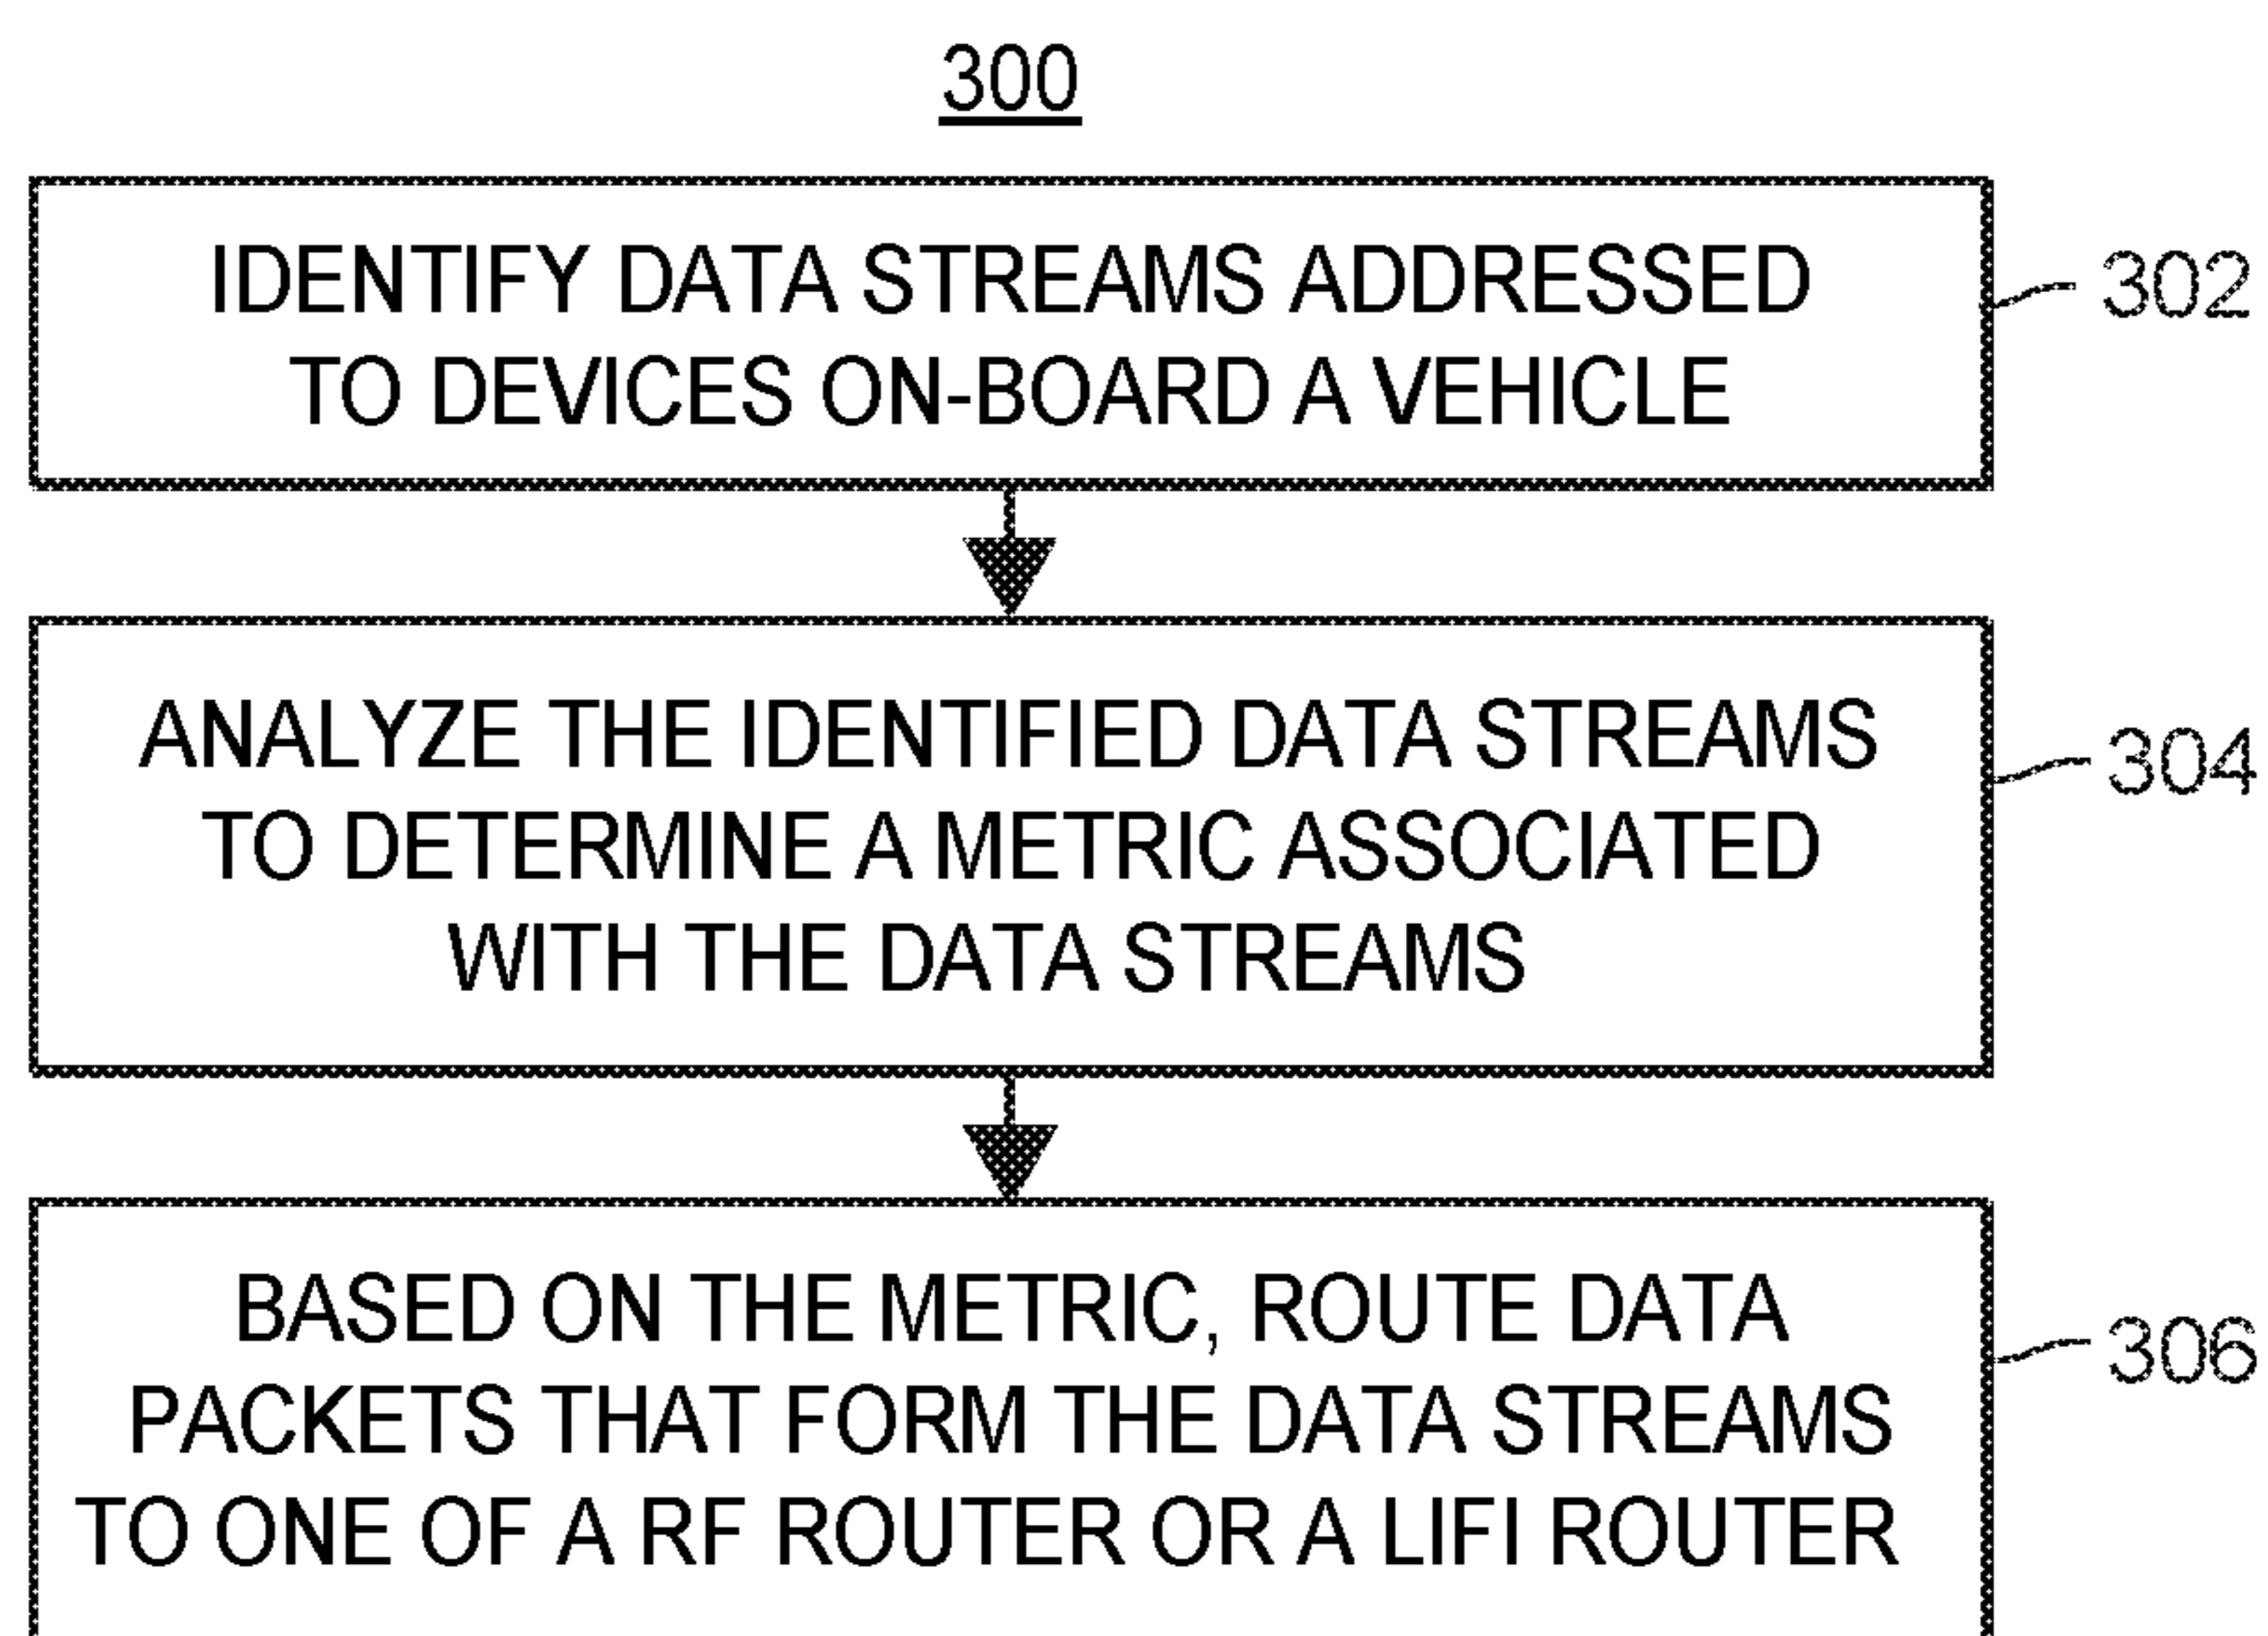 300
IDENTIFY DATA STREAMS ADDRESSED
TO DEVICES ON-BOARD A VEHICLE
302
ANALYZE THE IDENTIFIED DATA STREAMS
TO DETERMINE A METRIC ASSOCIATED
WITH THE DATA STREAMS
304
BASED ON THE METRIC, ROUTE DATA
PACKETS THAT FORM THE DATA STREAMS
TO ONE OF A RF ROUTER OR A LIFI ROUTER
306